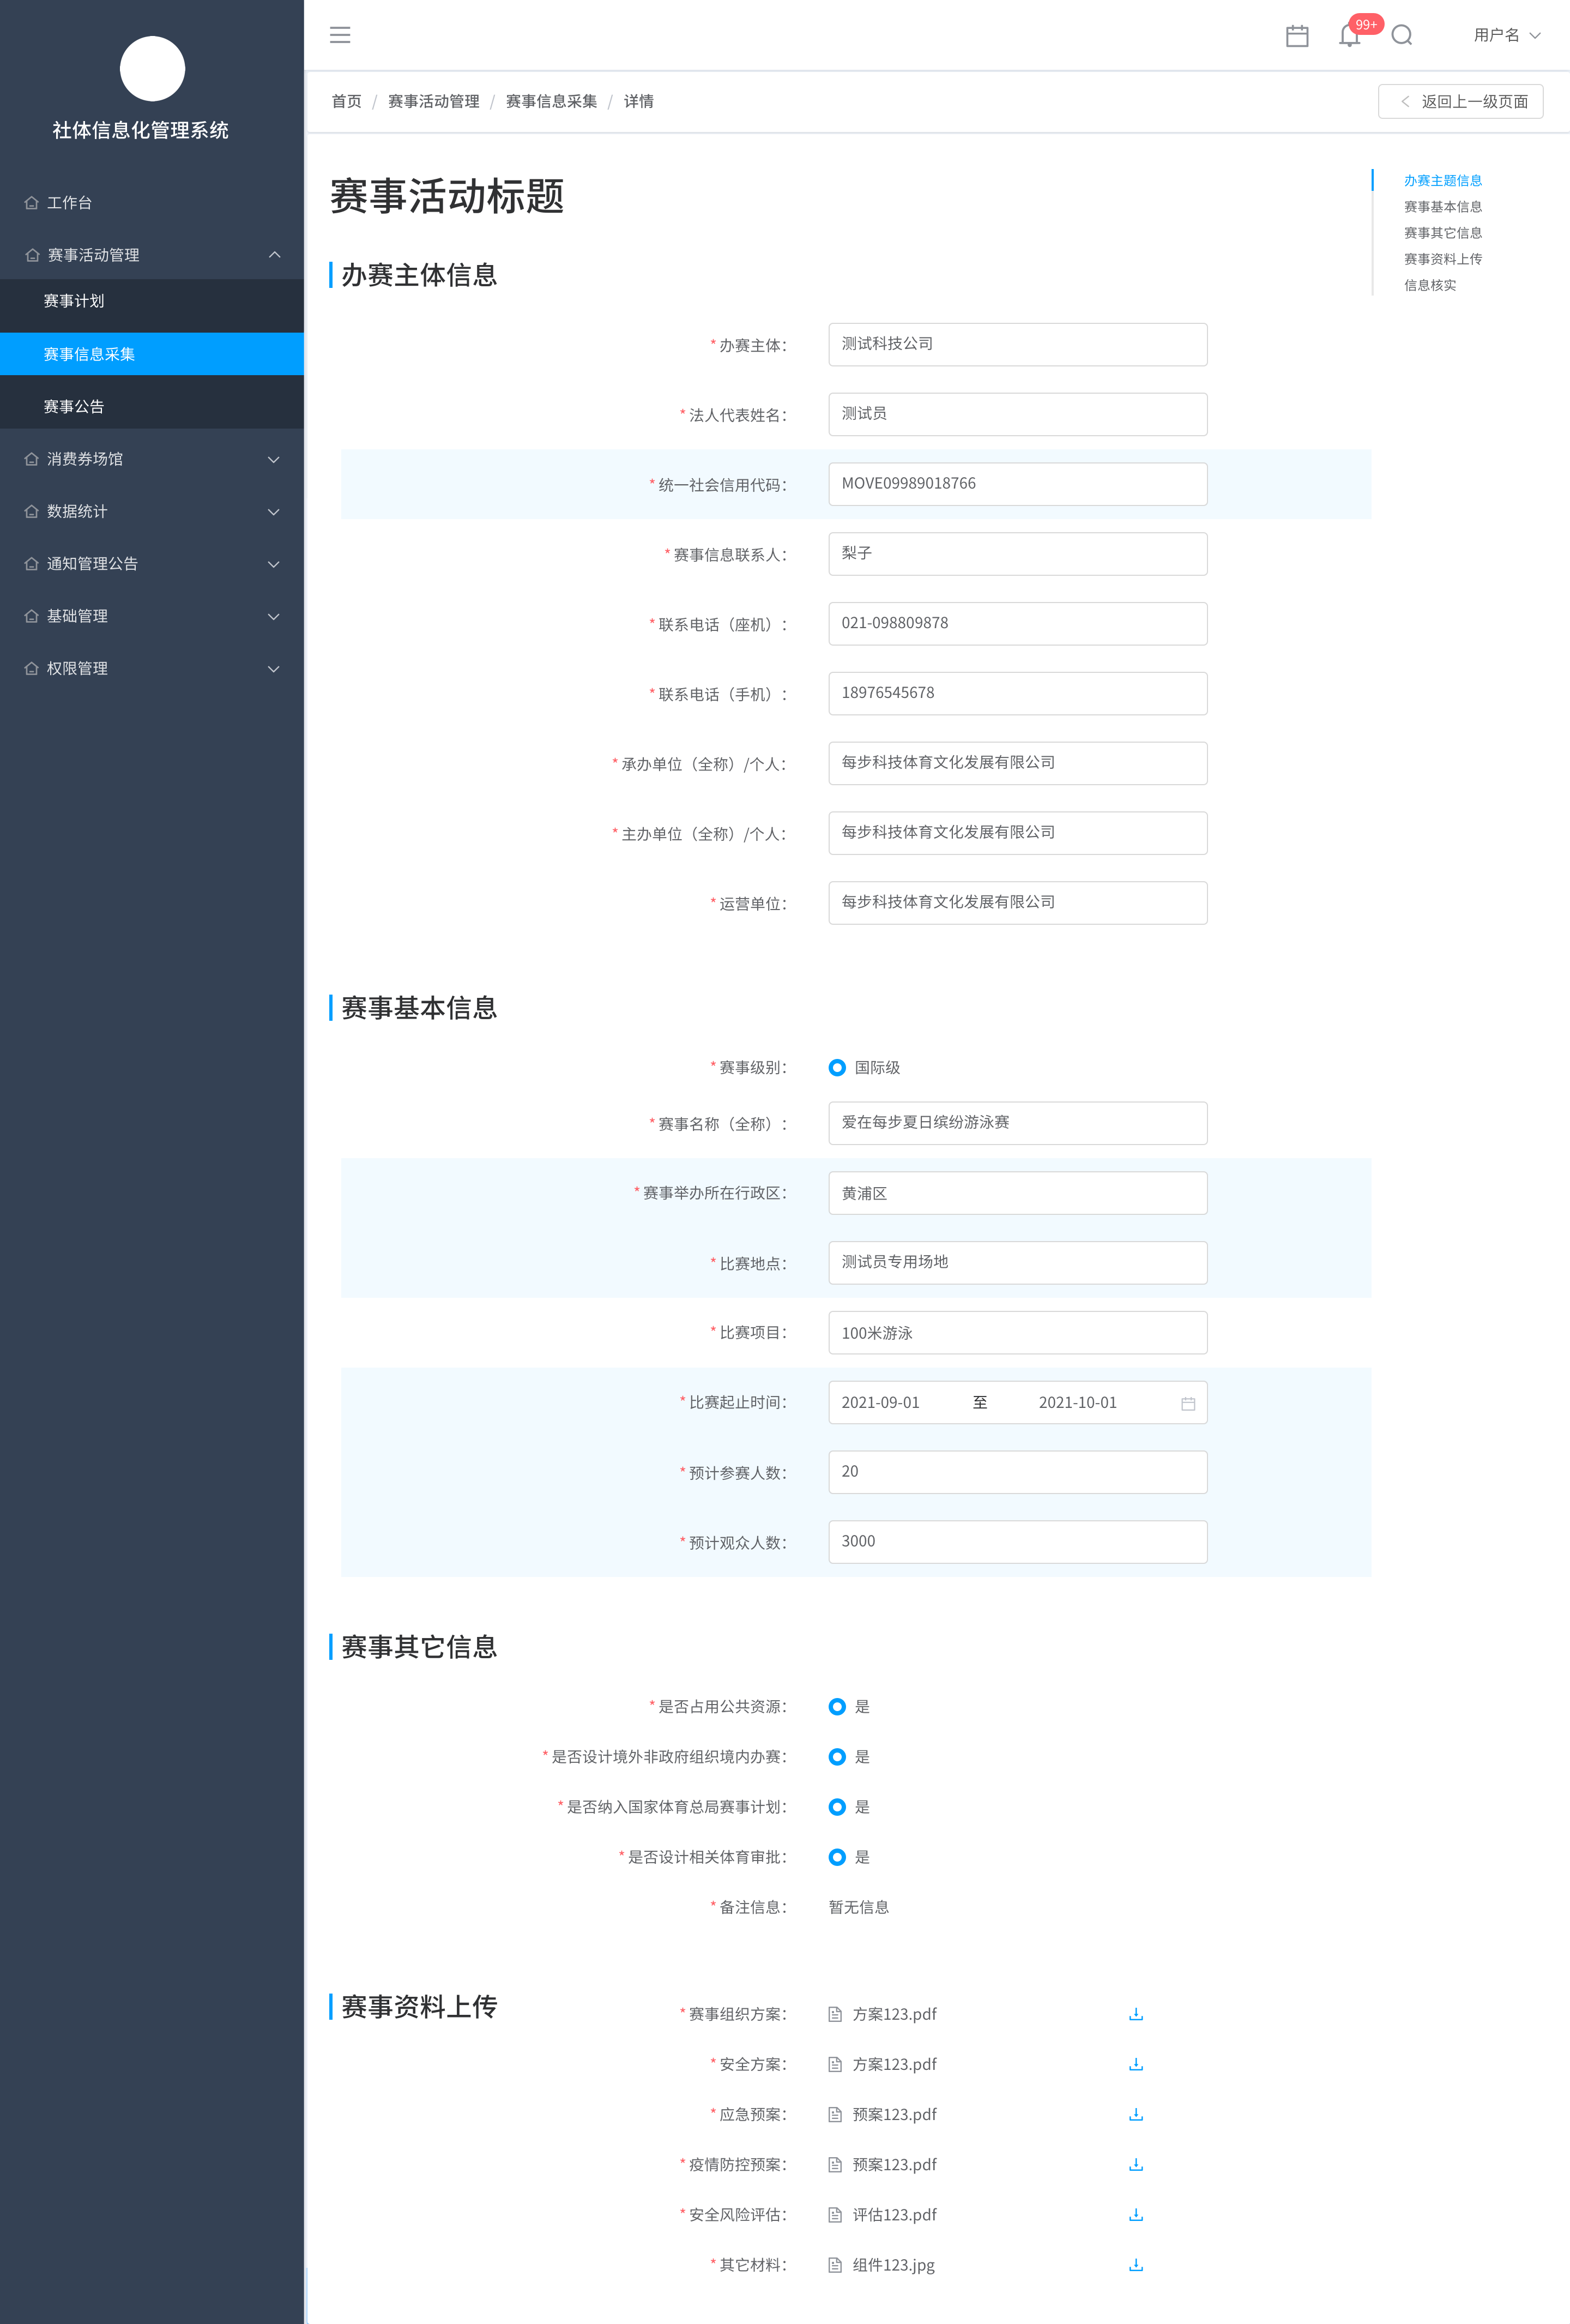 99+
用户名
社体信息化管理系统
工作台
赛事活动管理
赛事计划
赛事信息采集
赛事公告
消费券场馆
数据统计
通知管理公告
基础管理
权限管理
首页 / 赛事活动管理 / 赛事信息采集 / 详情
返回上一级页面
赛事活动标题
办赛主题信息
赛事基本信息
赛事其它信息
赛事资料上传
信息核实
办赛主体信息
* 办赛主体： 测试科技公司
* 法人代表姓名： 测试员
* 统一社会信用代码： MOVE09989018766
* 赛事信息联系人： 梨子
* 联系电话（座机）： 021-098809878
* 联系电话（手机）： 18976545678
* 承办单位（全称）/个人： 每步科技体育文化发展有限公司
* 主办单位（全称）/个人： 每步科技体育文化发展有限公司
* 运营单位： 每步科技体育文化发展有限公司
赛事基本信息
* 赛事级别： 国际级
* 赛事名称（全称）： 爱在每步夏日缤纷游泳赛
* 赛事举办所在行政区： 黄浦区
* 比赛地点： 测试员专用场地
* 比赛项目： 100米游泳
* 比赛起止时间： 2021-09-01 至 2021-10-01
* 预计参赛人数： 20
* 预计观众人数： 3000
赛事其它信息
* 是否占用公共资源： 是
* 是否设计境外非政府组织境内办赛： 是
* 是否纳入国家体育总局赛事计划： 是
* 是否设计相关体育审批： 是
* 备注信息： 暂无信息
赛事资料上传
* 赛事组织方案： 方案123.pdf
* 安全方案： 方案123.pdf
* 应急预案： 预案123.pdf
* 疫情防控预案： 预案123.pdf
* 安全风险评估： 评估123.pdf
* 其它材料： 组件123.jpg